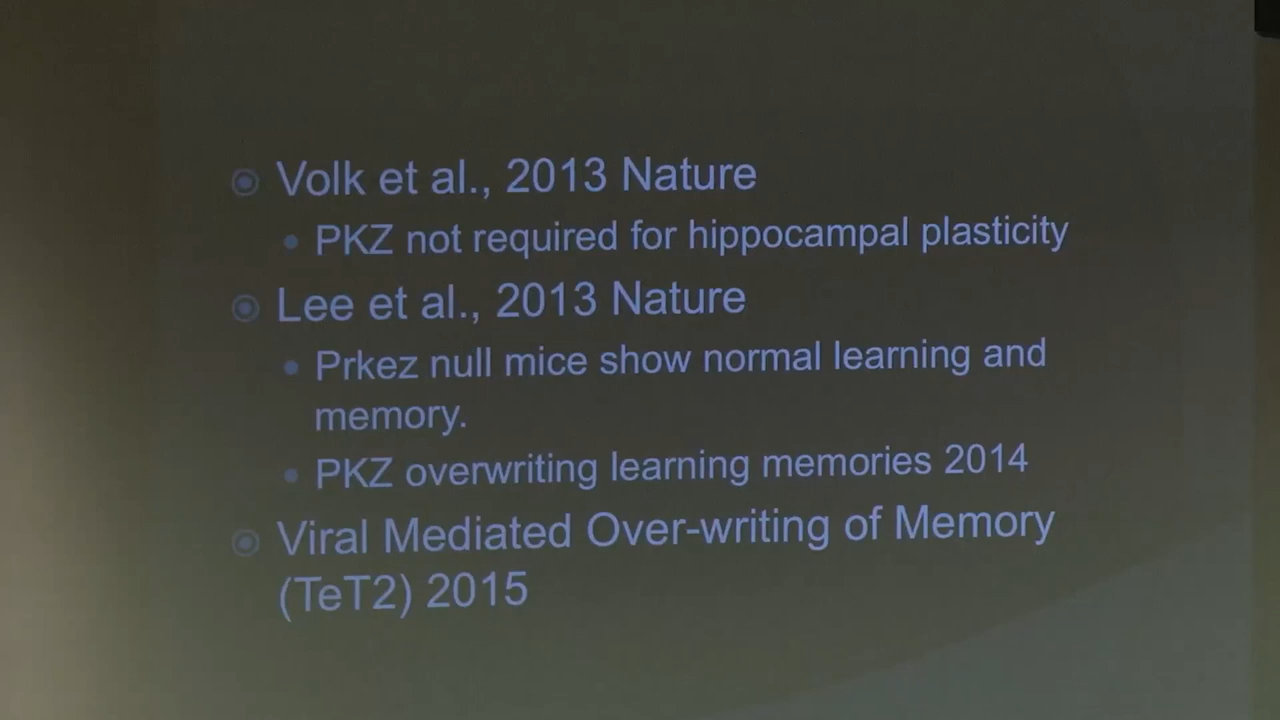 Volk et al., 2013 Nature
PKZ not required for hippocampal plasticity
Lee et al., 2013 Nature
Prkez null mice show normal learning and
memory.
PKZ overwriting learning memories 2014
Viral Mediated Over-writing of Memory
(TeT2) 2015